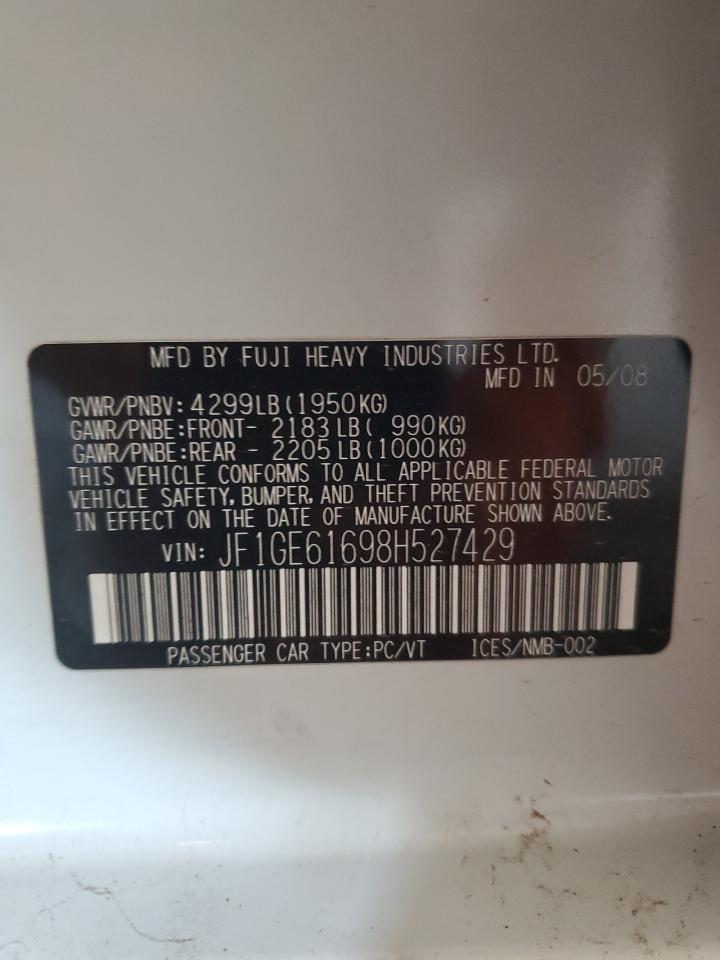 MFD BY FUJI HEAVY INDUSTRIES LTD.
MFD IN 05/08
GVWR/PNBV: 4299LB(1950KG)
GAWR/PNBE:FRONT- 2183LB( 990KG)
GAWR/PNBE:REAR - 2205LB(1000KG)
THIS VEHICLE CONFORMS TO ALL APPLICABLE FEDERAL MOTOR
VEHICLE SAFETY, BUMPER, AND THEFT PREVENTION STANDARDS
IN EFFECT ON THE DATE OF MANUFACTURE SHOWN ABOVE.
VIN: JF1GE61698H527429
PASSENGER CAR TYPE:PC/VT ICES/NMB-002